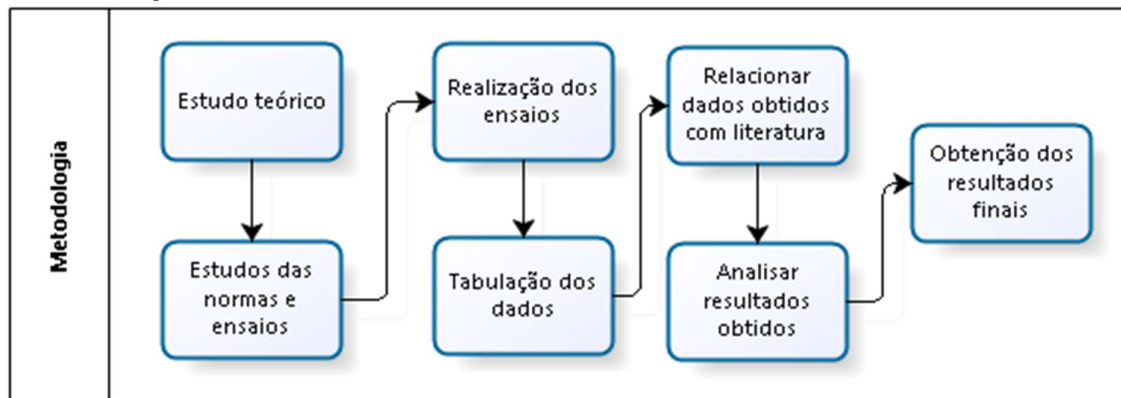 Metodologia
Estudo teórico
Estudos das
normas e
ensaios
Realização dos
ensaios
Tabulação dos
dados
Relacionar
dados obtidos
com literatura
Analisar
resultados
obtidos
Obtenção dos
resultados
finais